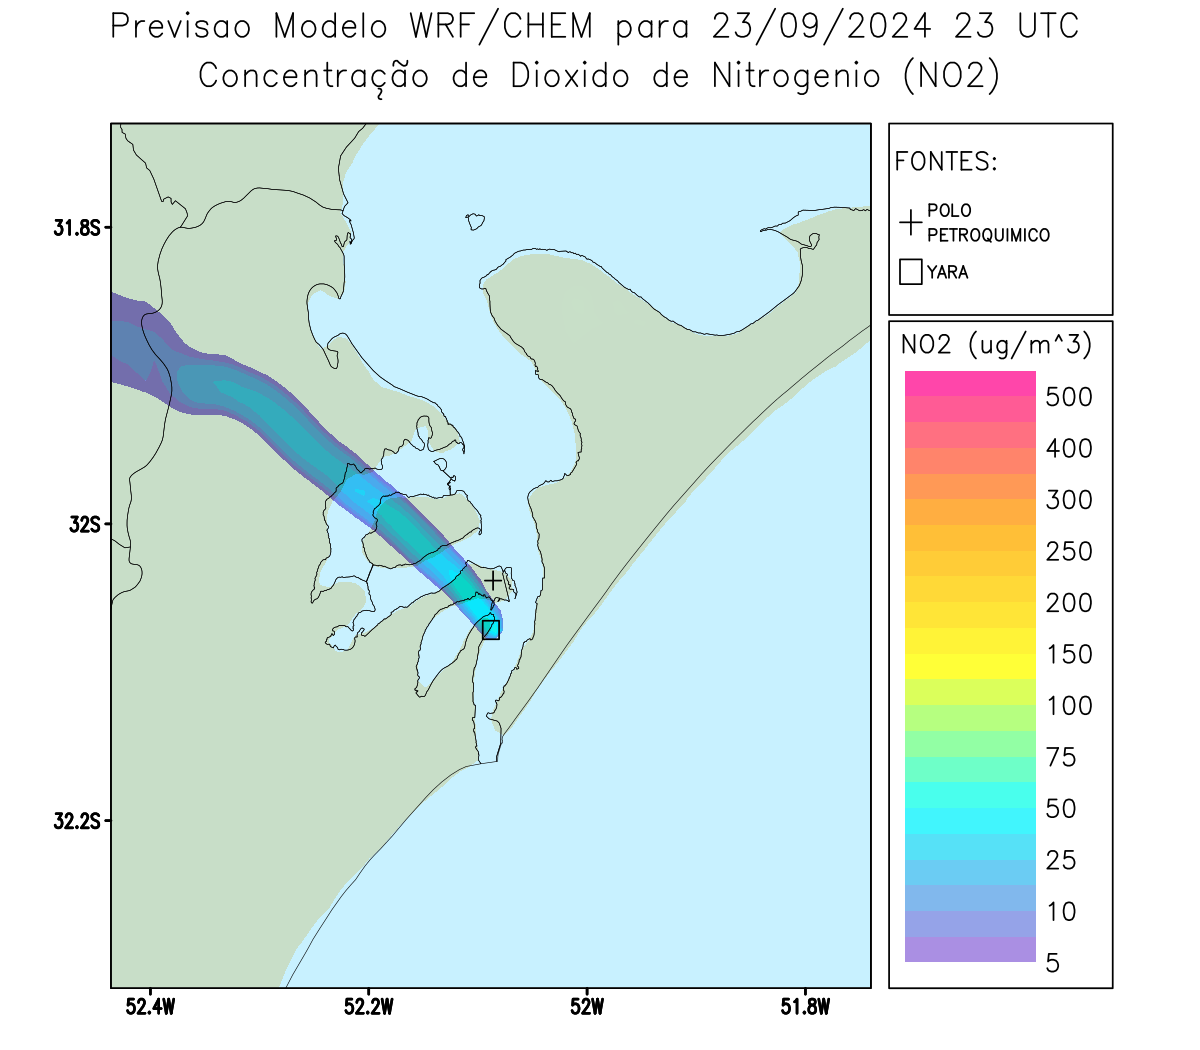 Previsao Modelo WRF/CHEM para 23/09/2024 23 UTC
Concentração de Dioxido de Nitrogenio (NO2)
FONTES:
POLO
PETROQUIMICO
YARA
NO2 (ug/m^3)
500
400
300
250
200
150
100
75
50
25
10
5
31.8S
32S
32.2S
52.4W
52.2W
52W
51.8W